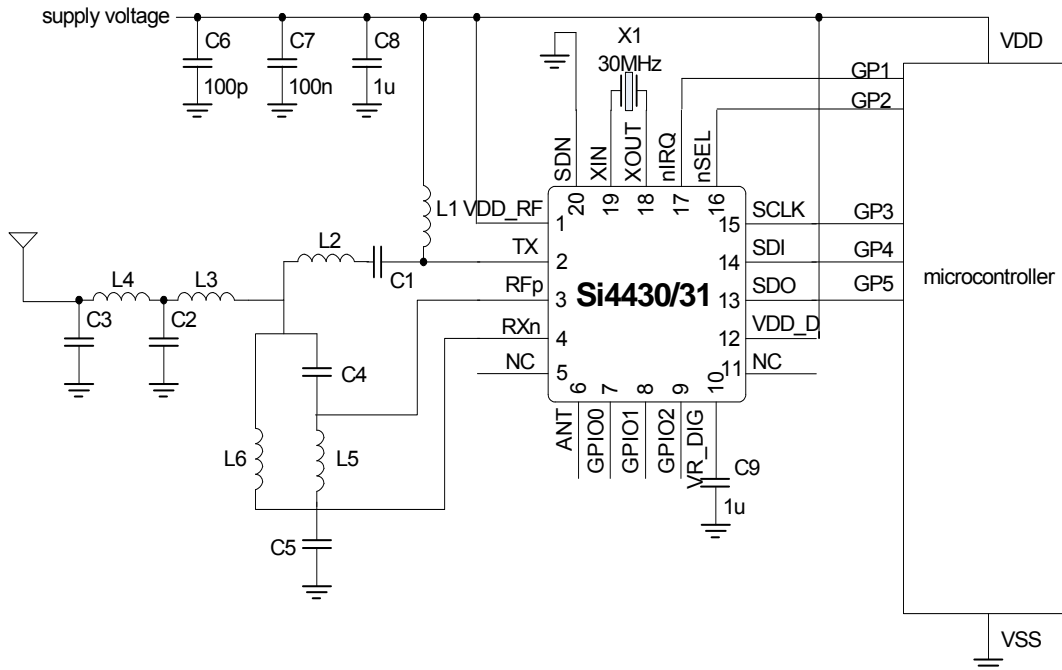 supply voltage
C6
C7
C8
100p
100n
1u
X1
30MHz
VDD
GP1
GP2
SDN
XIN
XOUT
nIRQ
nSEL
20
19
18
17
16
L1
VDD_RF
1
15
SCLK
GP3
L2
TX
2
14
SDI
GP4
C1
L4
L3
RFp
3
Si4430/31
13
SDO
GP5
microcontroller
C3
C2
RXn
4
12
VDD_D
NC
5
11
NC
C4
6
7
8
9
10
ANT
GPIO0
GPIO1
GPIO2
VR_DIG
C9
1u
L6
L5
C5
VSS